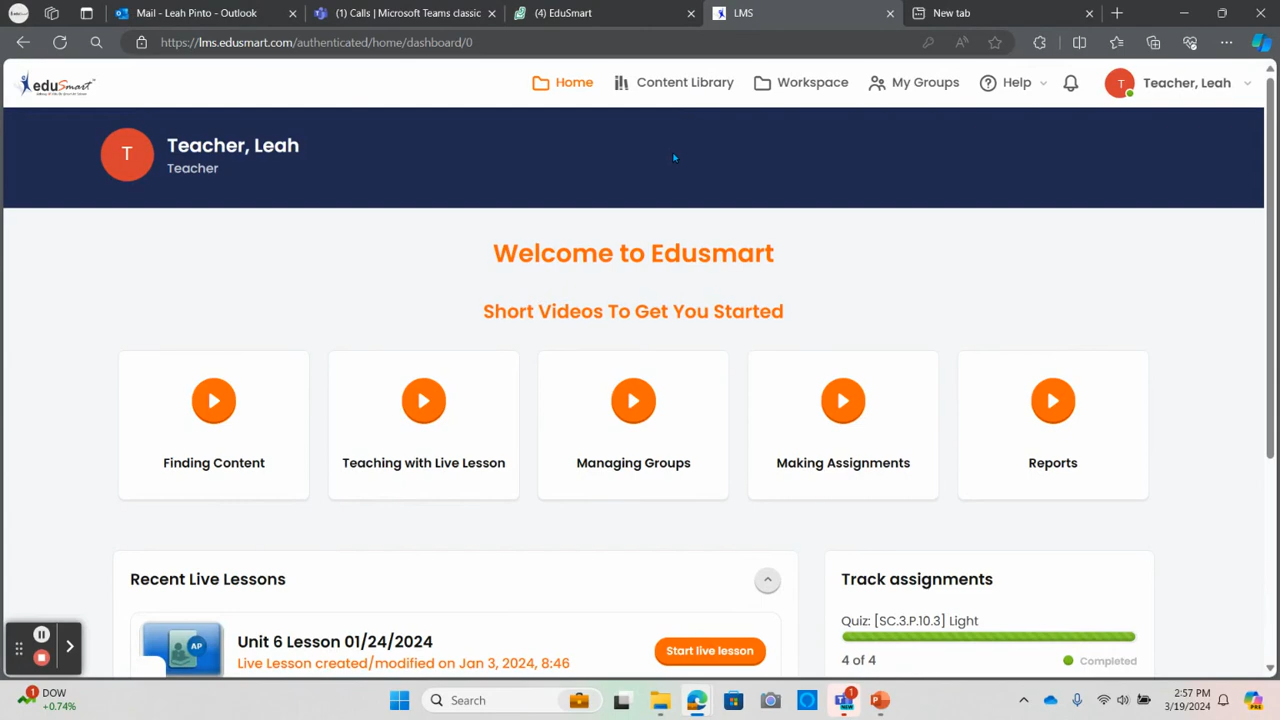 Mail - Leah Pinto - Outlook
(1) Calls | Microsoft Teams classic
(4) EduSmart
LMS
New tab
https://lms.edusmart.com/authenticated/home/dashboard/0
eduSmart
Home
Content Library
Workspace
My Groups
Help
T
Teacher, Leah
T
Teacher, Leah
Teacher
Welcome to Edusmart
Short Videos To Get You Started
Finding Content
Teaching with Live Lesson
Managing Groups
Making Assignments
Reports
Recent Live Lessons
Track assignments
AP
Unit 6 Lesson 01/24/2024
Live Lesson created/modified on Jan 3, 2024, 8:46
Start live lesson
Quiz: [SC.3.P.10.3] Light
4 of 4
Completed
1
DOW
+0.74%
Search
1
NEW
2:57 PM
3/19/2024
PRE